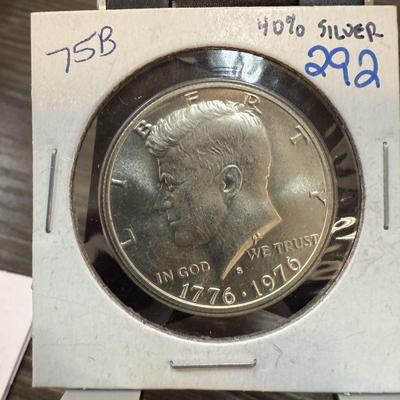 75B
40% SILVER
292
LIBERTY
IN GOD WE TRUST
S
1776 · 1976